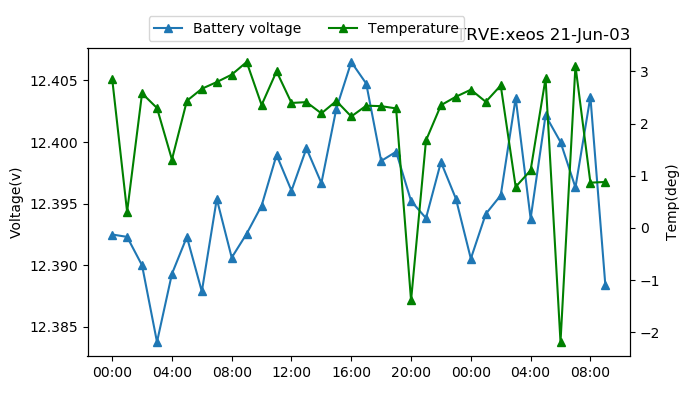 Battery voltage Temperature
TRVE:xeos 21-Jun-03
12.405
12.400
12.395
12.390
12.385
Voltage(v)
3
2
1
0
−1
−2
Temp(deg)
00:00 04:00 08:00 12:00 16:00 20:00 00:00 04:00 08:00